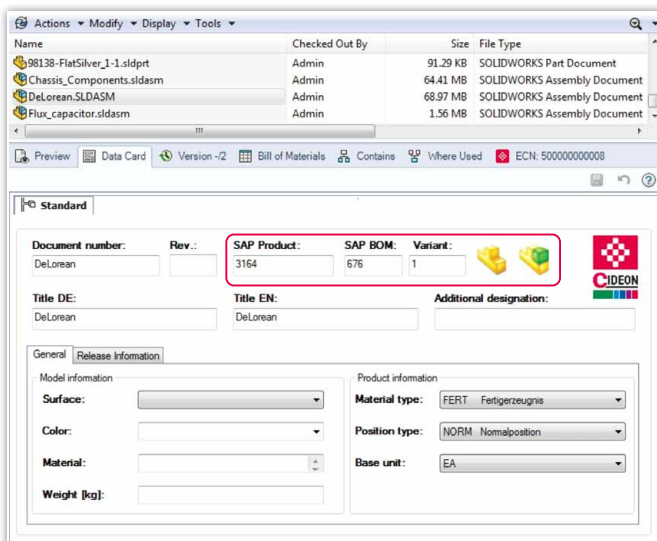 Actions Modify Display Tools
Name Checked Out By Size File Type
98138-FlatSilver_1-1.sldprt Admin 91.29 KB SOLIDWORKS Part Document
Chassis_Components.sldasm Admin 64.41 MB SOLIDWORKS Assembly Document
DeLorean.SLDASM Admin 68.97 MB SOLIDWORKS Assembly Document
Flux_capacitor.sldasm Admin 1.56 MB SOLIDWORKS Assembly Document
Preview Data Card Version -/2 Bill of Materials Contains Where Used ECN: 500000000008
Standard
Document number: Rev.: SAP Product: SAP BOM: Variant:
DeLorean 3164 676 1
CIDEON
Title DE: Title EN: Additional designation:
DeLorean DeLorean
General Release Information
Model information Product information
Surface: Material type: FERT Fertigerzeugnis
Color: Position type: NORM Normalposition
Material: Base unit: EA
Weight [kg]: